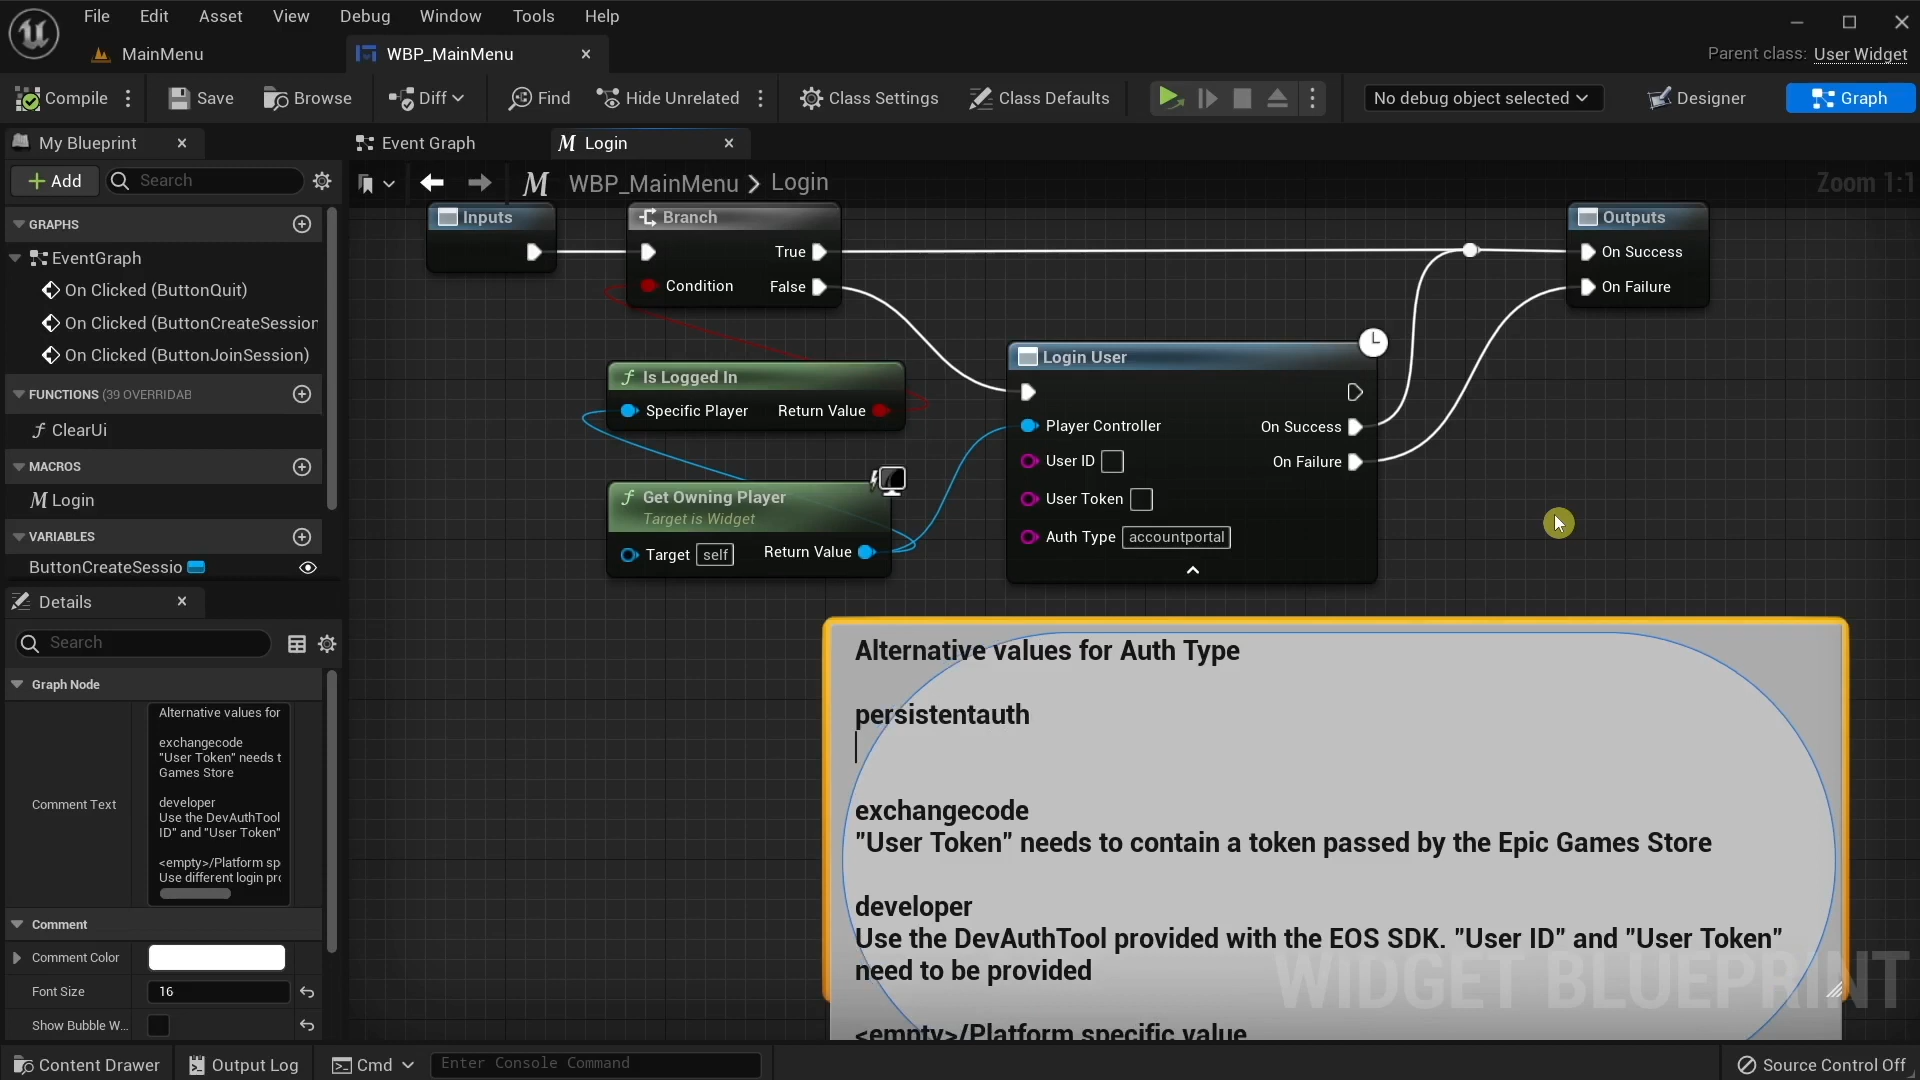 File Edit Asset View Debug Window Tools Help
MainMenu
WBP_MainMenu
Parent class: User Widget
Compile
Save
Browse
Diff
Find
Hide Unrelated
Class Settings
Class Defaults
No debug object selected
Designer
Graph
My Blueprint
Event Graph
Login
Add
Search
WBP_MainMenu > Login
Zoom 1:1
GRAPHS
EventGraph
On Clicked (ButtonQuit)
On Clicked (ButtonCreateSession
On Clicked (ButtonJoinSession)
FUNCTIONS (39 OVERRIDAB
ClearUi
MACROS
Login
VARIABLES
ButtonCreateSessio
Inputs
Branch
True
Condition
False
Outputs
On Success
On Failure
Is Logged In
Specific Player
Return Value
Get Owning Player
Target is Widget
Target self
Return Value
Login User
Player Controller
On Success
User ID
On Failure
User Token
Auth Type accountportal
Details
Search
Graph Node
Comment Text
Alternative values for
exchangecode
"User Token" needs t
Games Store
developer
Use the DevAuthTool
ID" and "User Token"
<empty>/Platform sp
Use different login pr
Comment
Comment Color
Font Size
16
Show Bubble W...
Alternative values for Auth Type
persistentauth
exchangecode
"User Token" needs to contain a token passed by the Epic Games Store
developer
Use the DevAuthTool provided with the EOS SDK. "User ID" and "User Token"
need to be provided
<empty>/Platform specific value
WIDGET BLUEPRINT
Content Drawer
Output Log
Cmd
Enter Console Command
Source Control Off